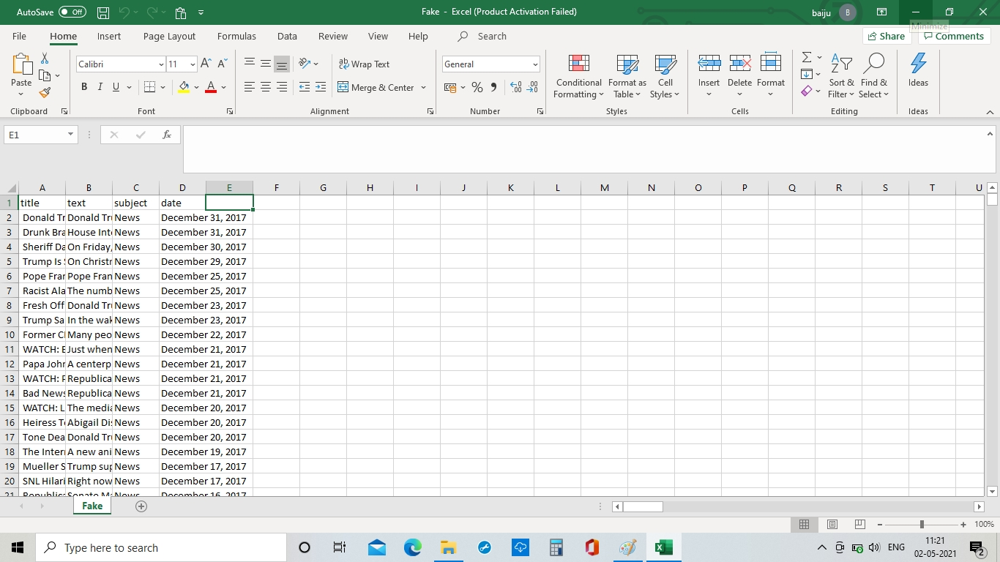 AutoSave Off Fake - Excel (Product Activation Failed) baiju B
Minimize
File Home Insert Page Layout Formulas Data Review View Help Search Share Comments
Calibri 11 Wrap Text General
Paste B I U Merge & Center % Conditional Formatting Format as Table Cell Styles Insert Delete Format Sort & Filter Find & Select Ideas
Clipboard Font Alignment Number Styles Cells Editing Ideas
E1 fx
A B C D E F G H I J K L M N O P Q R S T U
1 title text subject date
2 Donald Tr Donald Tru News December 31, 2017
3 Drunk Bra House Inte News December 31, 2017
4 Sheriff Da On Friday, News December 30, 2017
5 Trump Is On Christm News December 29, 2017
6 Pope Fran Pope Fran News December 25, 2017
7 Racist Ala The numb News December 25, 2017
8 Fresh Off Donald Tru News December 23, 2017
9 Trump Sa In the wak News December 23, 2017
10 Former C Many peo News December 22, 2017
11 WATCH: Just when News December 21, 2017
12 Papa John A centerp News December 21, 2017
13 WATCH: Republica News December 21, 2017
14 Bad News Republica News December 21, 2017
15 WATCH: L The media News December 20, 2017
16 Heiress T Abigail Dis News December 20, 2017
17 Tone Dea Donald Tru News December 20, 2017
18 The Inter A new ani News December 19, 2017
19 Mueller S Trump sup News December 17, 2017
20 SNL Hilari Right now News December 17, 2017
21 Republic Senate Ma News December 16, 2017
Fake
100%
Type here to search ENG 11:21
02-05-2021 2